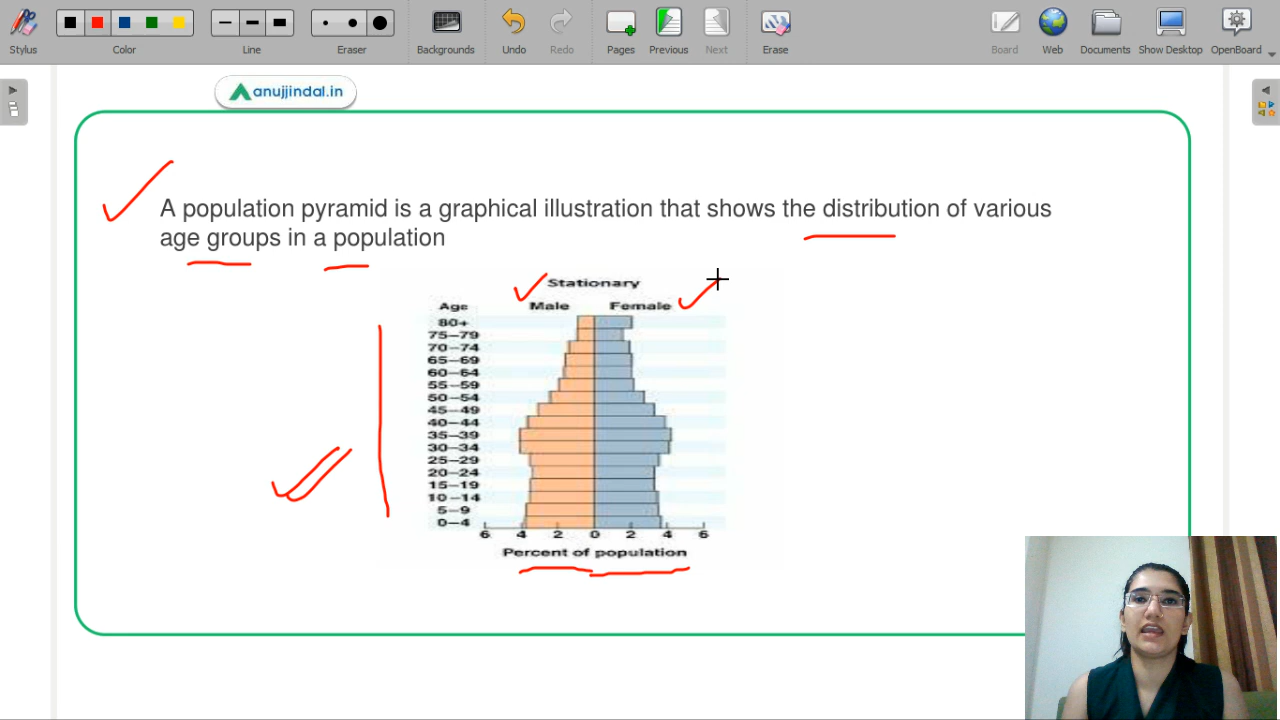 Stylus
Color
Line
Eraser
Backgrounds
Undo
Redo
Pages
Previous
Next
Erase
Board
Web
Documents
Show Desktop
OpenBoard
anujjindal.in
A population pyramid is a graphical illustration that shows the distribution of various
age groups in a population
Stationary
Age Male Female
80+
75–79
70–74
65–69
60–64
55–59
50–54
45–49
40–44
35–39
30–34
25–29
20–24
15–19
10–14
5–9
0–4
6 4 2 0 2 4 6
Percent of population